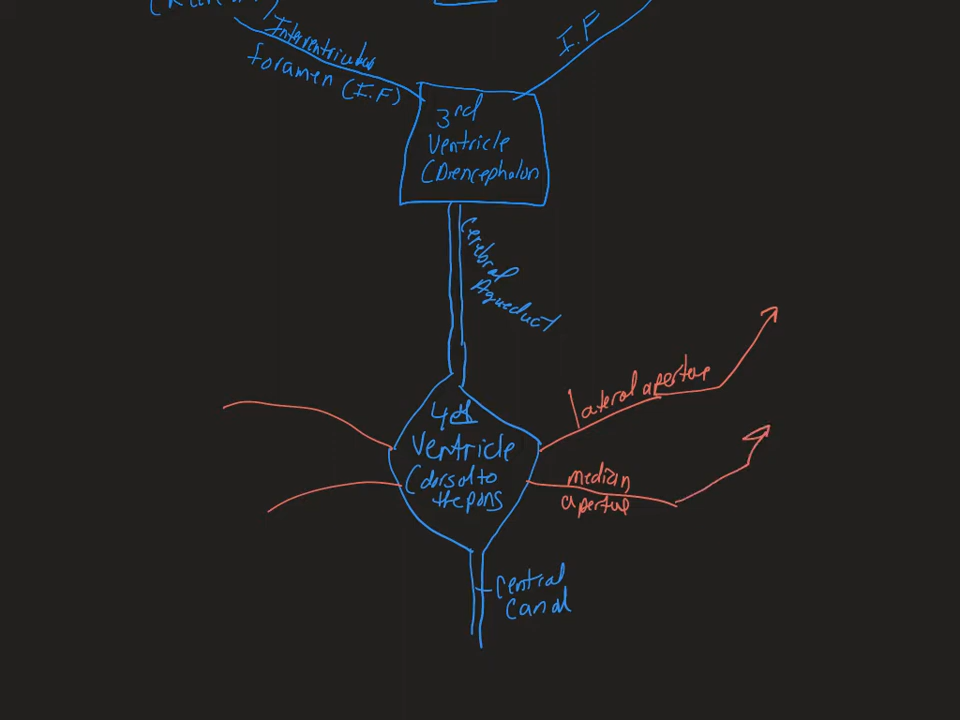 I.F
Interventricular
foramen (I.F)
3rd
Ventricle
(Diencephalon
Cerebral
Aqueduct
lateral aperture
4th
Ventricle
(dorsal to
the pons
median
aperture
Central
Canal